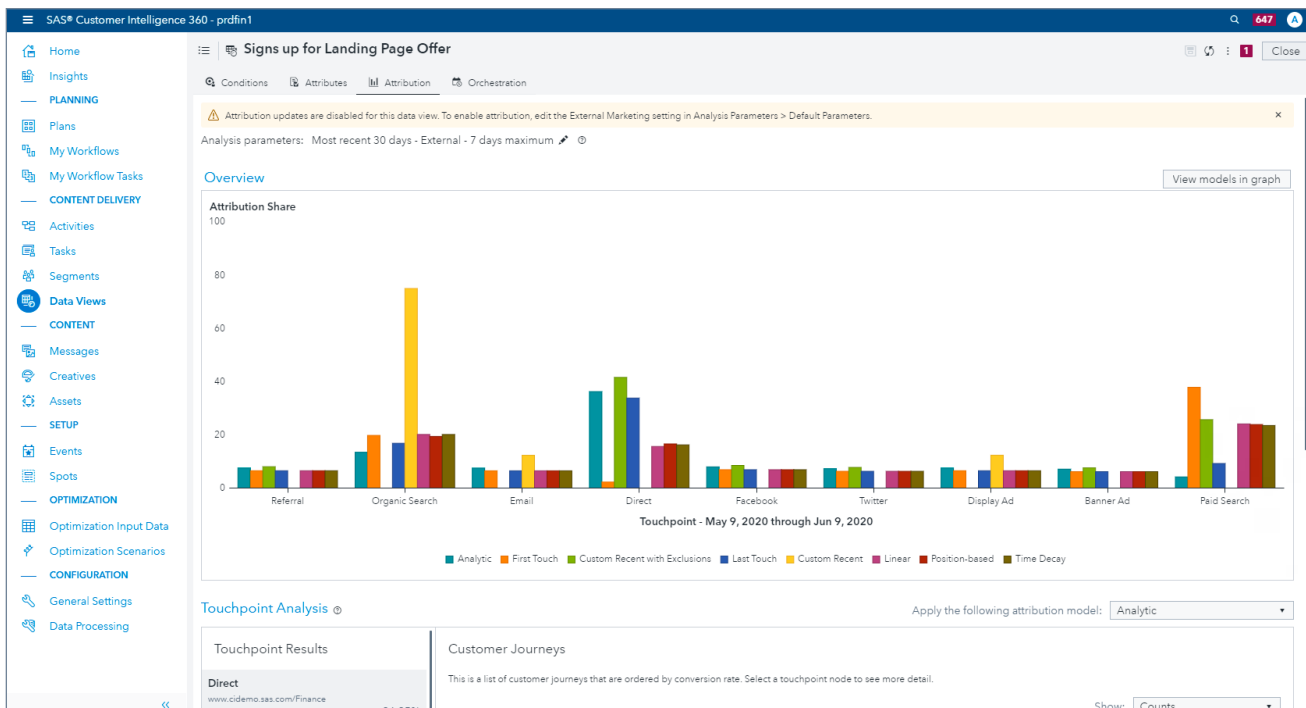 SAS® Customer Intelligence 360 - prdfin1
647
A
Home
Insights
PLANNING
Plans
My Workflows
My Workflow Tasks
CONTENT DELIVERY
Activities
Tasks
Segments
Data Views
CONTENT
Messages
Creatives
Assets
SETUP
Events
Spots
OPTIMIZATION
Optimization Input Data
Optimization Scenarios
CONFIGURATION
General Settings
Data Processing
Signs up for Landing Page Offer
1
Close
Conditions Attributes Attribution Orchestration
Attribution updates are disabled for this data view. To enable attribution, edit the External Marketing setting in Analysis Parameters > Default Parameters.
Analysis parameters: Most recent 30 days - External - 7 days maximum
Overview
View models in graph
Attribution Share
100
80
60
40
20
0
Referral Organic Search Email Direct Facebook Twitter Display Ad Banner Ad Paid Search
Touchpoint - May 9, 2020 through Jun 9, 2020
Analytic First Touch Custom Recent with Exclusions Last Touch Custom Recent Linear Position-based Time Decay
Touchpoint Analysis
Apply the following attribution model: Analytic
Touchpoint Results
Direct
www.cidemo.sas.com/Finance
Customer Journeys
This is a list of customer journeys that are ordered by conversion rate. Select a touchpoint node to see more detail.
Show: Counts